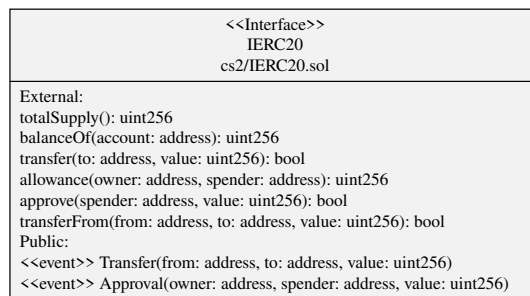 <<Interface>>
IERC20
cs2/IERC20.sol
External:
totalSupply(): uint256
balanceOf(account: address): uint256
transfer(to: address, value: uint256): bool
allowance(owner: address, spender: address): uint256
approve(spender: address, value: uint256): bool
transferFrom(from: address, to: address, value: uint256): bool
Public:
<<event>> Transfer(from: address, to: address, value: uint256)
<<event>> Approval(owner: address, spender: address, value: uint256)